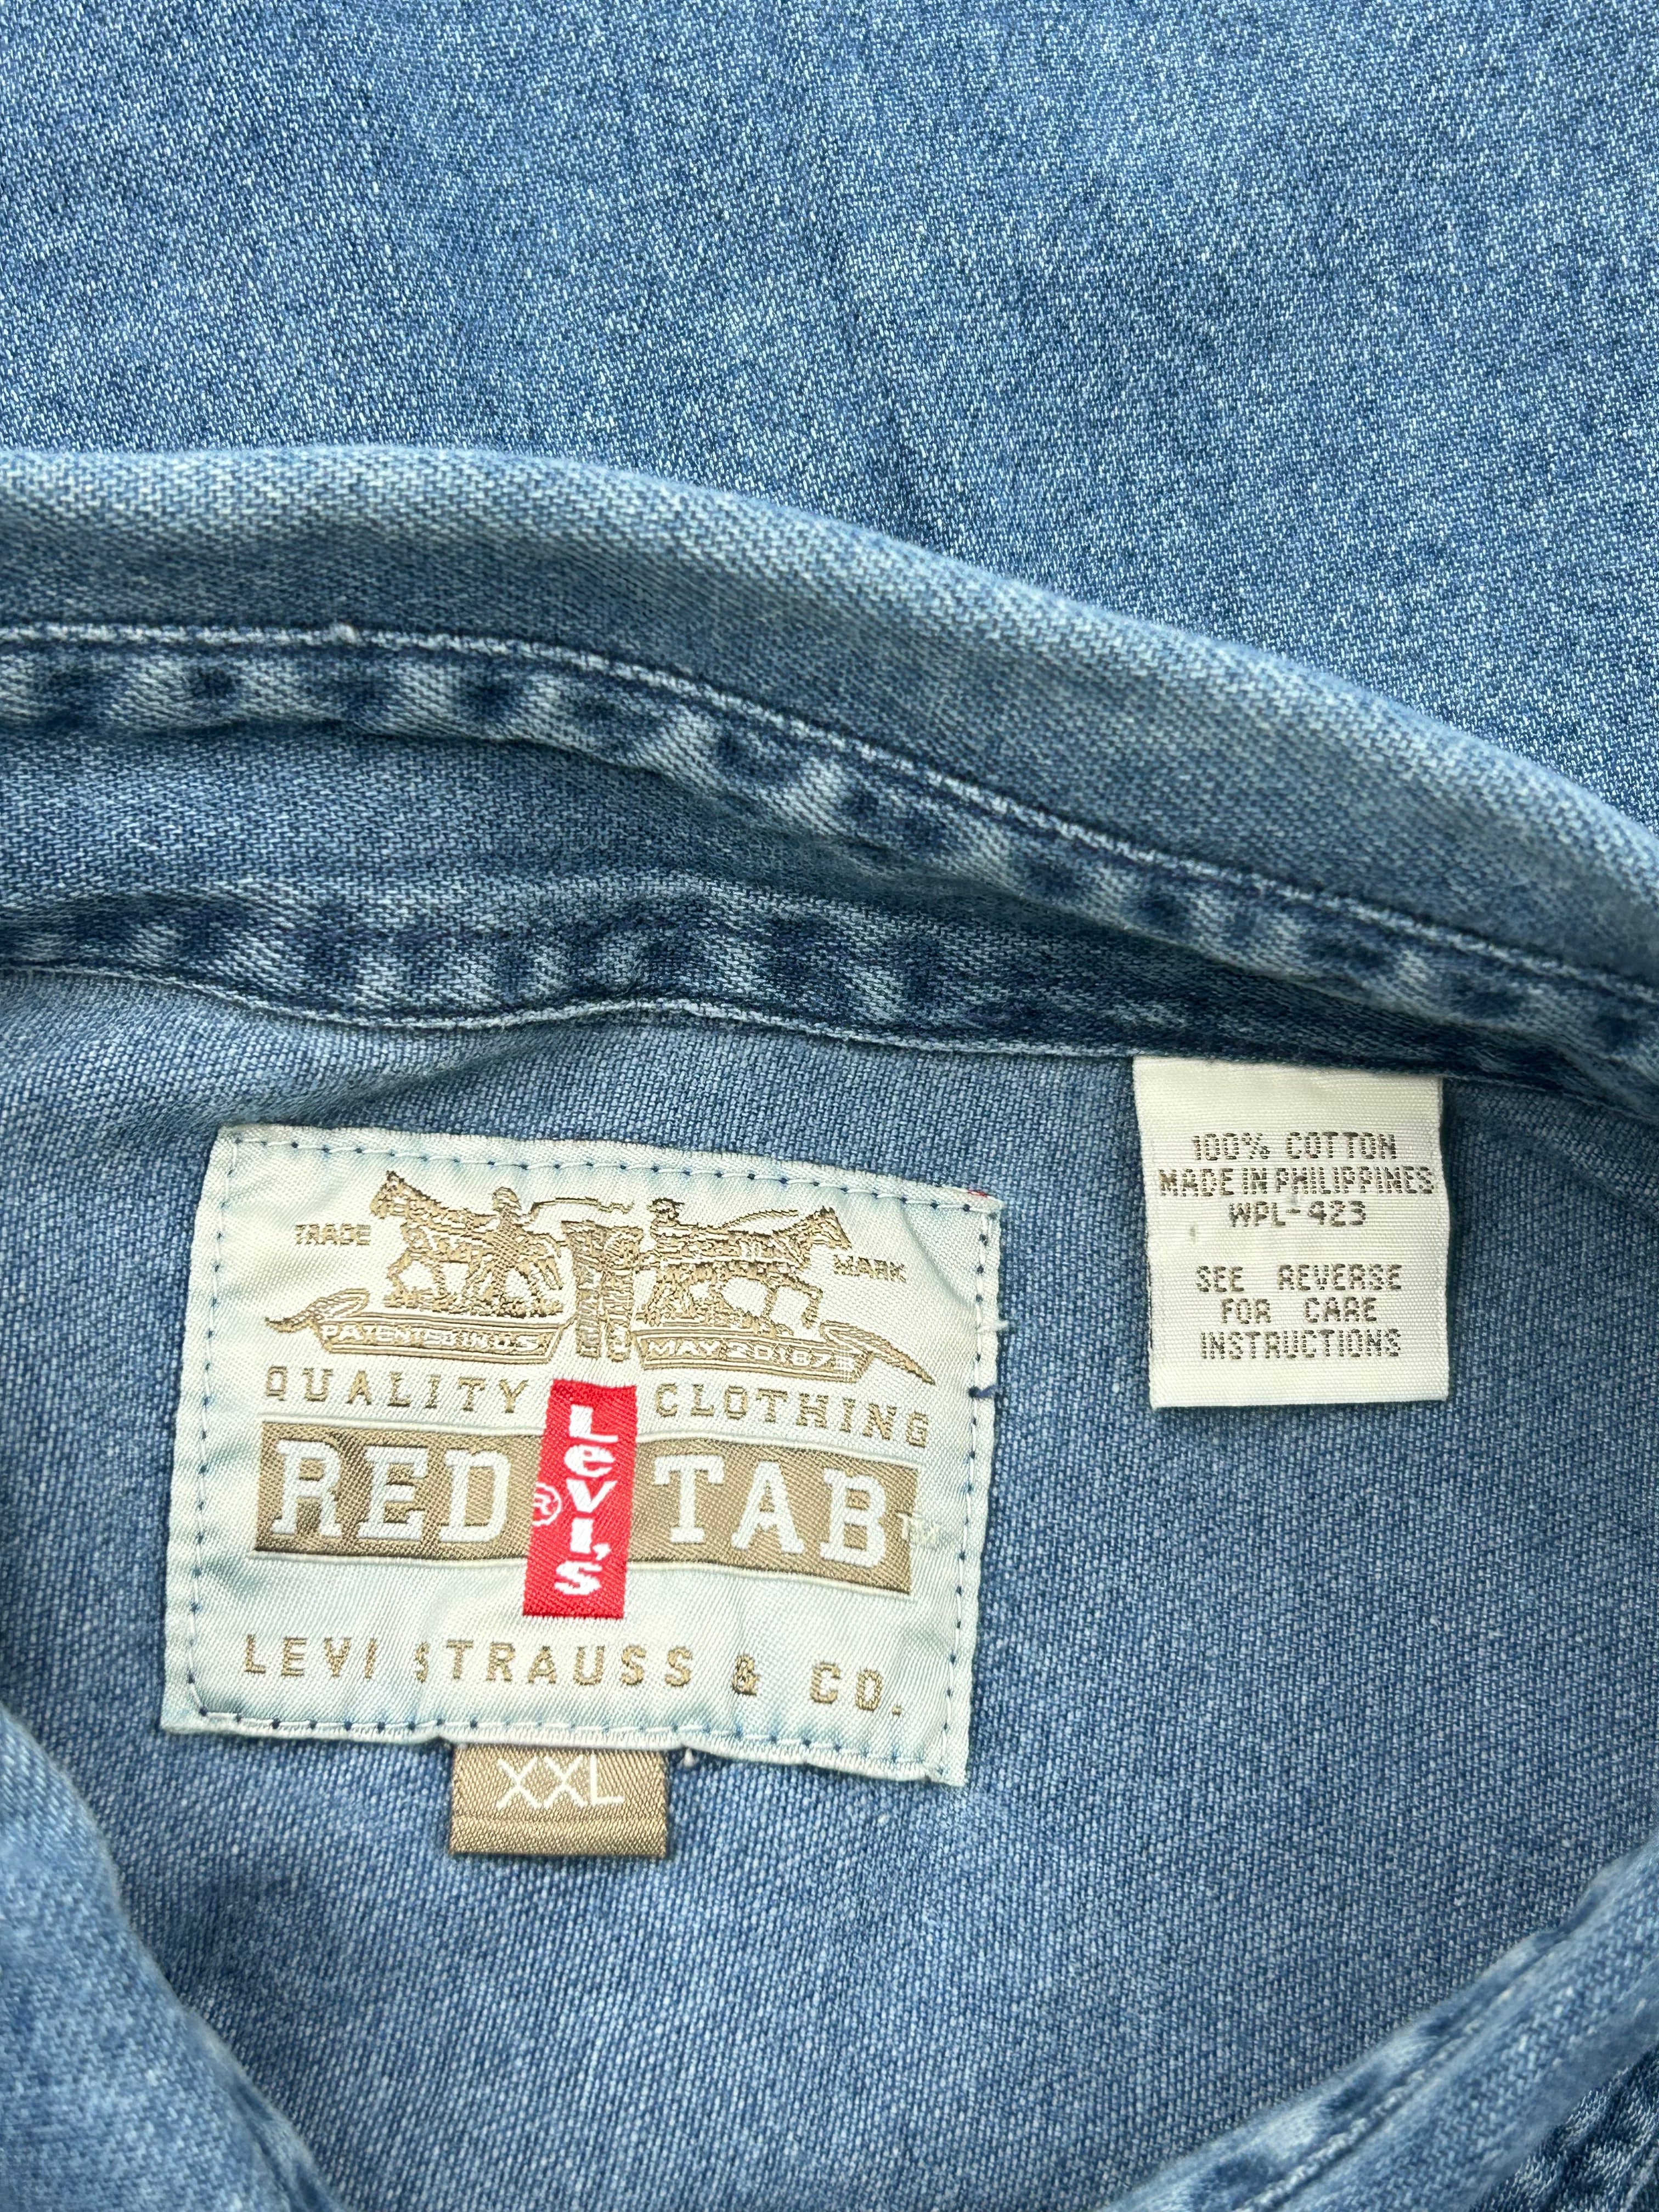 TRADE MARK
PATENTED IN U.S. MAY 20 1873
QUALITY CLOTHING
RED TAB™
LEVI'S
®
LEVI STRAUSS & CO.
XXL
100% COTTON
MADE IN PHILIPPINES
WPL-423
SEE REVERSE
FOR CARE
INSTRUCTIONS